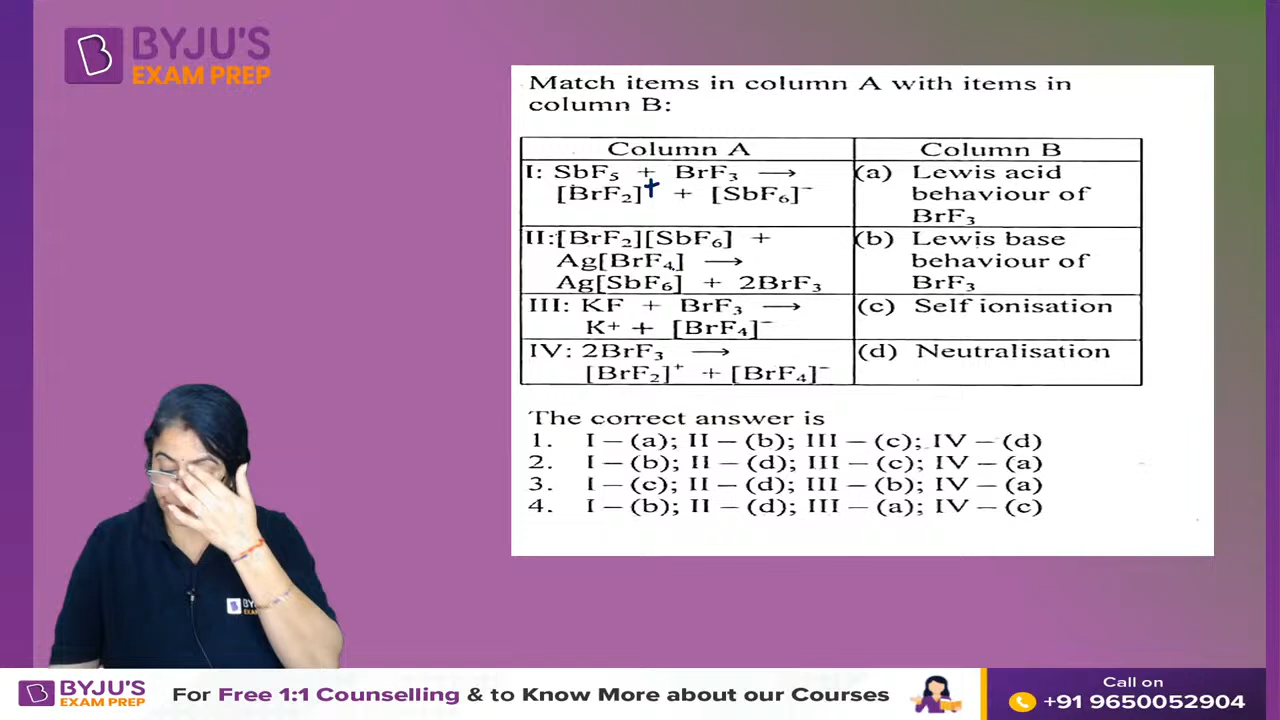 BYJU'S
EXAM PREP
Match items in column A with items in
column B:
Column A
Column B
I: SbF₅ + BrF₃ ⟶
[BrF₂]⁺ + [SbF₆]⁻
(a) Lewis acid
behaviour of
BrF₃
II:[BrF₂][SbF₆] +
Ag[BrF₄] ⟶
Ag[SbF₆] + 2BrF₃
(b) Lewis base
behaviour of
BrF₃
III: KF + BrF₃ ⟶
K⁺ + [BrF₄]⁻
(c) Self ionisation
IV: 2BrF₃ ⟶
[BrF₂]⁺ + [BrF₄]⁻
(d) Neutralisation
The correct answer is
1. I – (a); II – (b); III – (c); IV – (d)
2. I – (b); II – (d); III – (c); IV – (a)
3. I – (c); II – (d); III – (b); IV – (a)
4. I – (b); II – (d); III – (a); IV – (c)
BYJU'S
EXAM PREP
For Free 1:1 Counselling & to Know More about our Courses
Call on
+91 9650052904